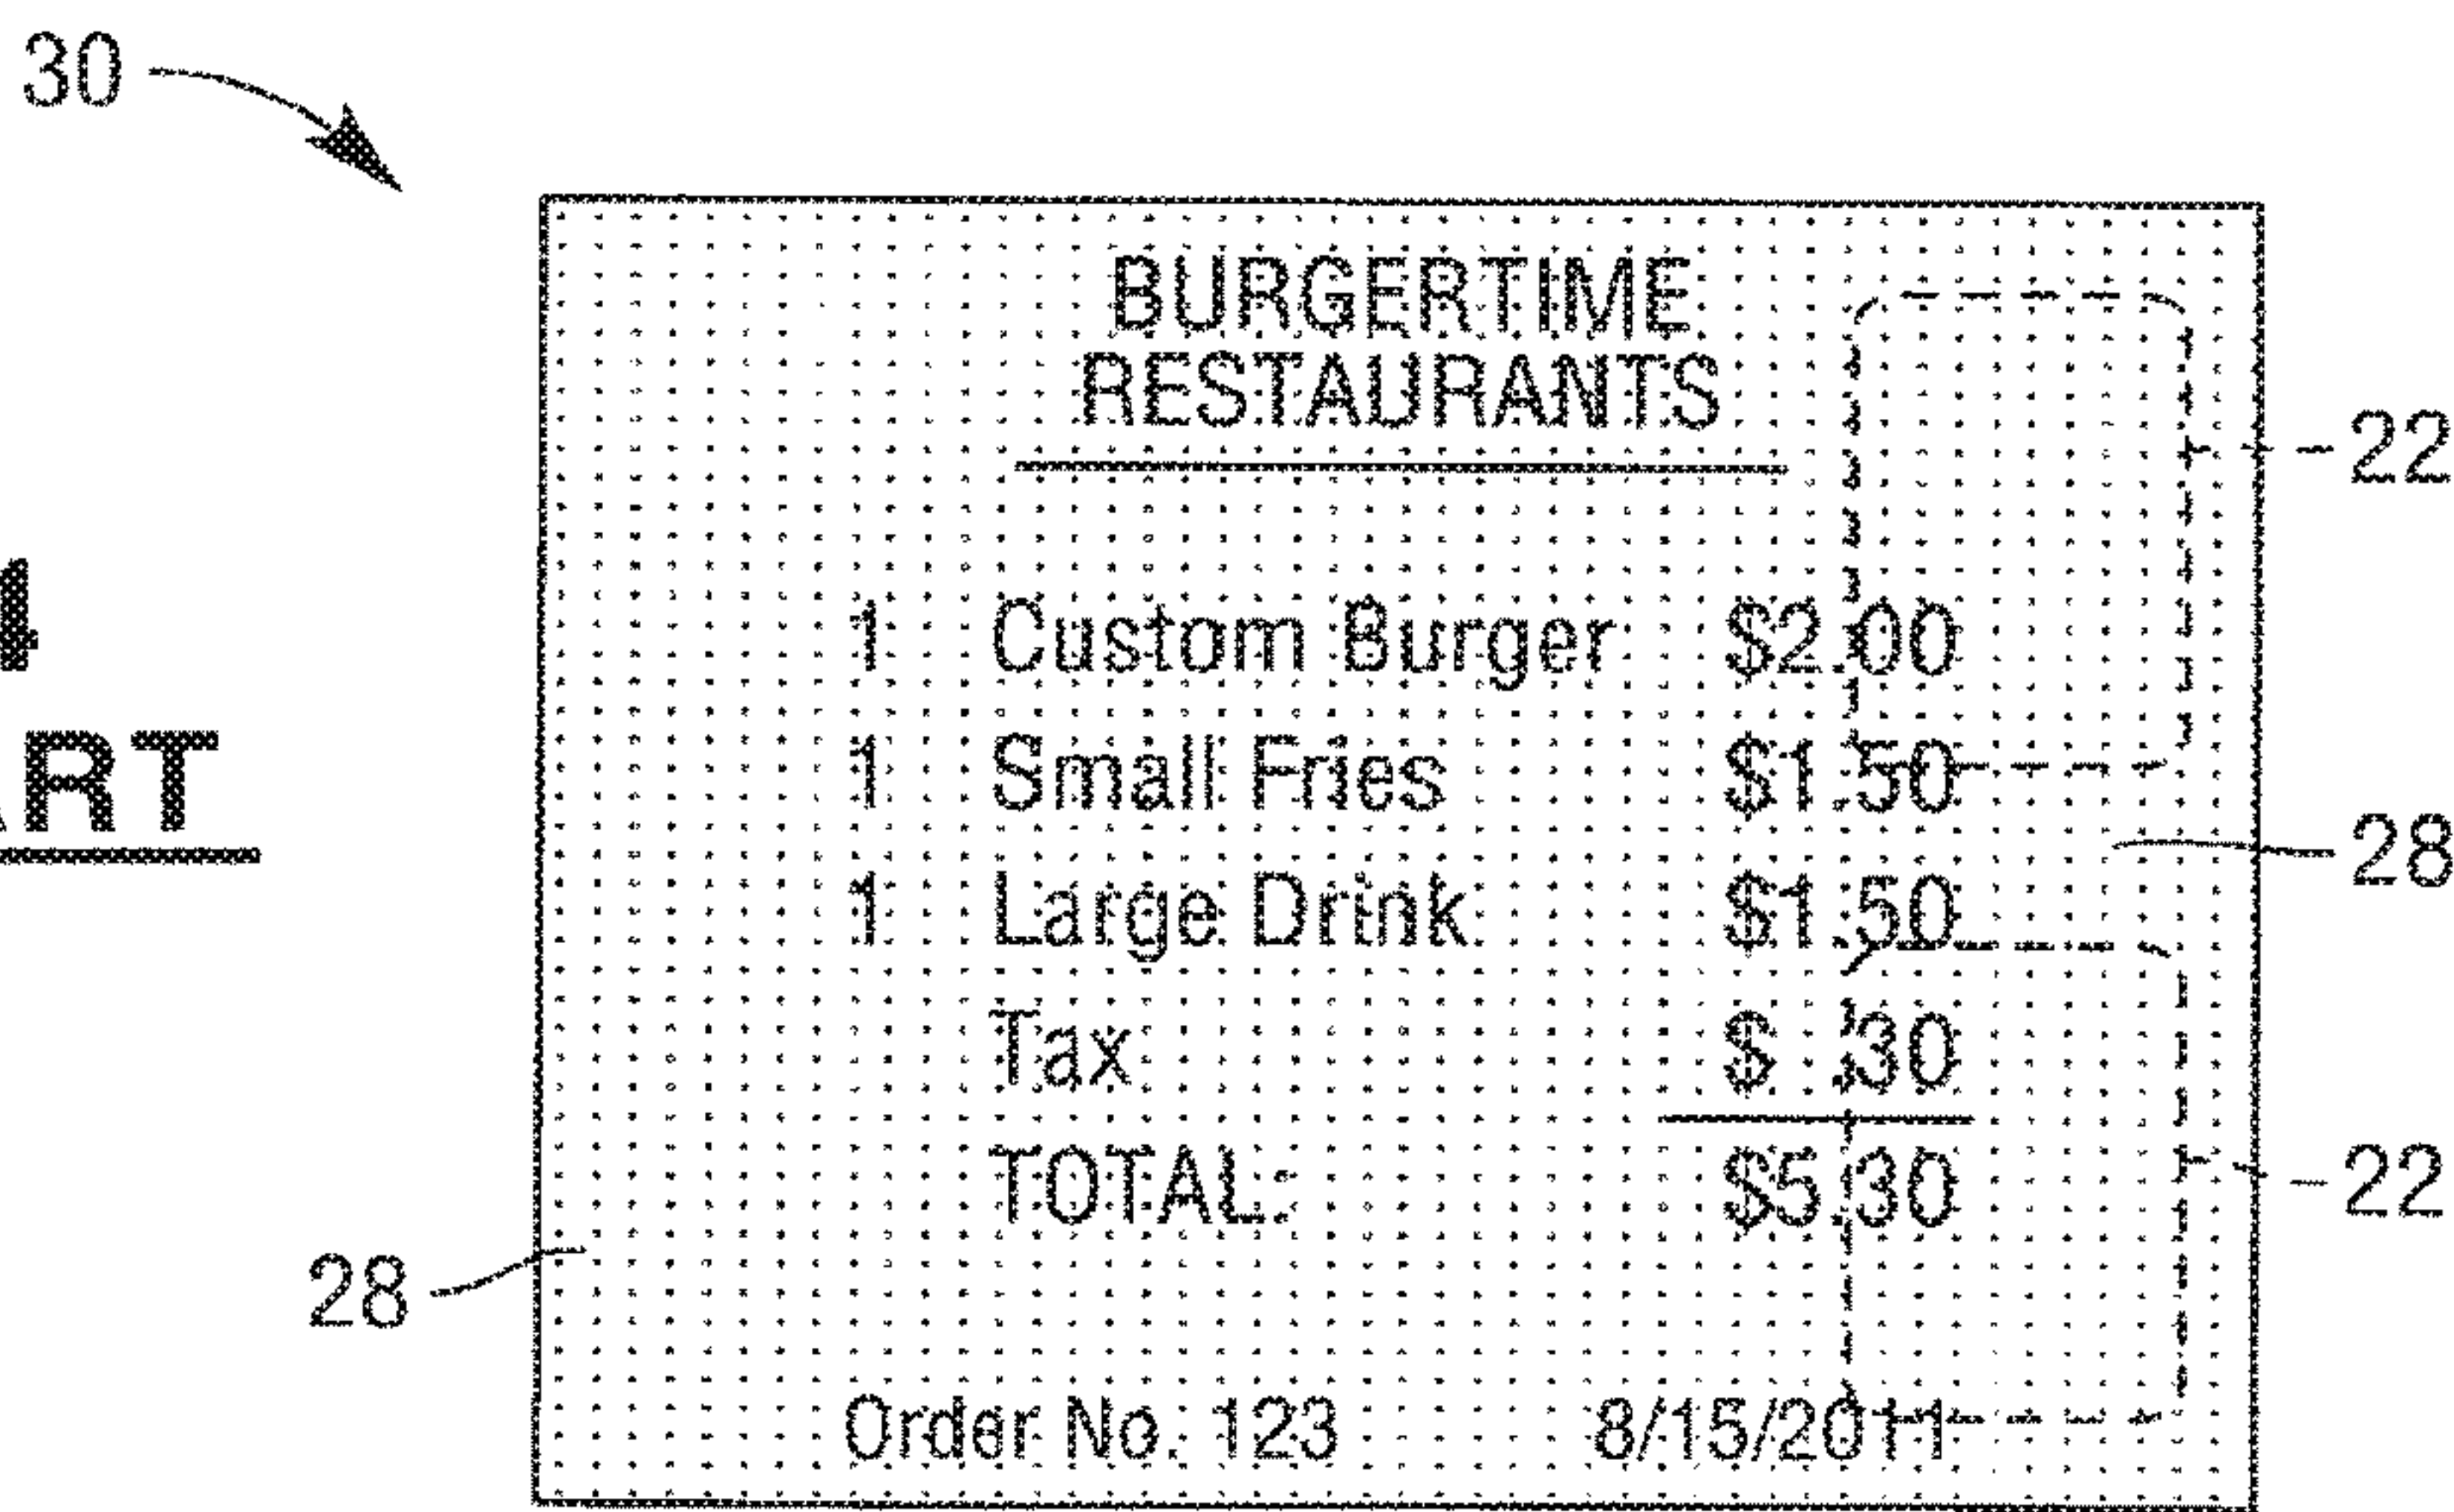 30
BURGERTIME
RESTAURANTS
22
4
1 Custom Burger $2.00
ART
1 Small Fries $1.50
28
1 Large Drink $1.50
Tax $ .30
TOTAL: $5.30
22
28
Order No. 123 8/15/2011